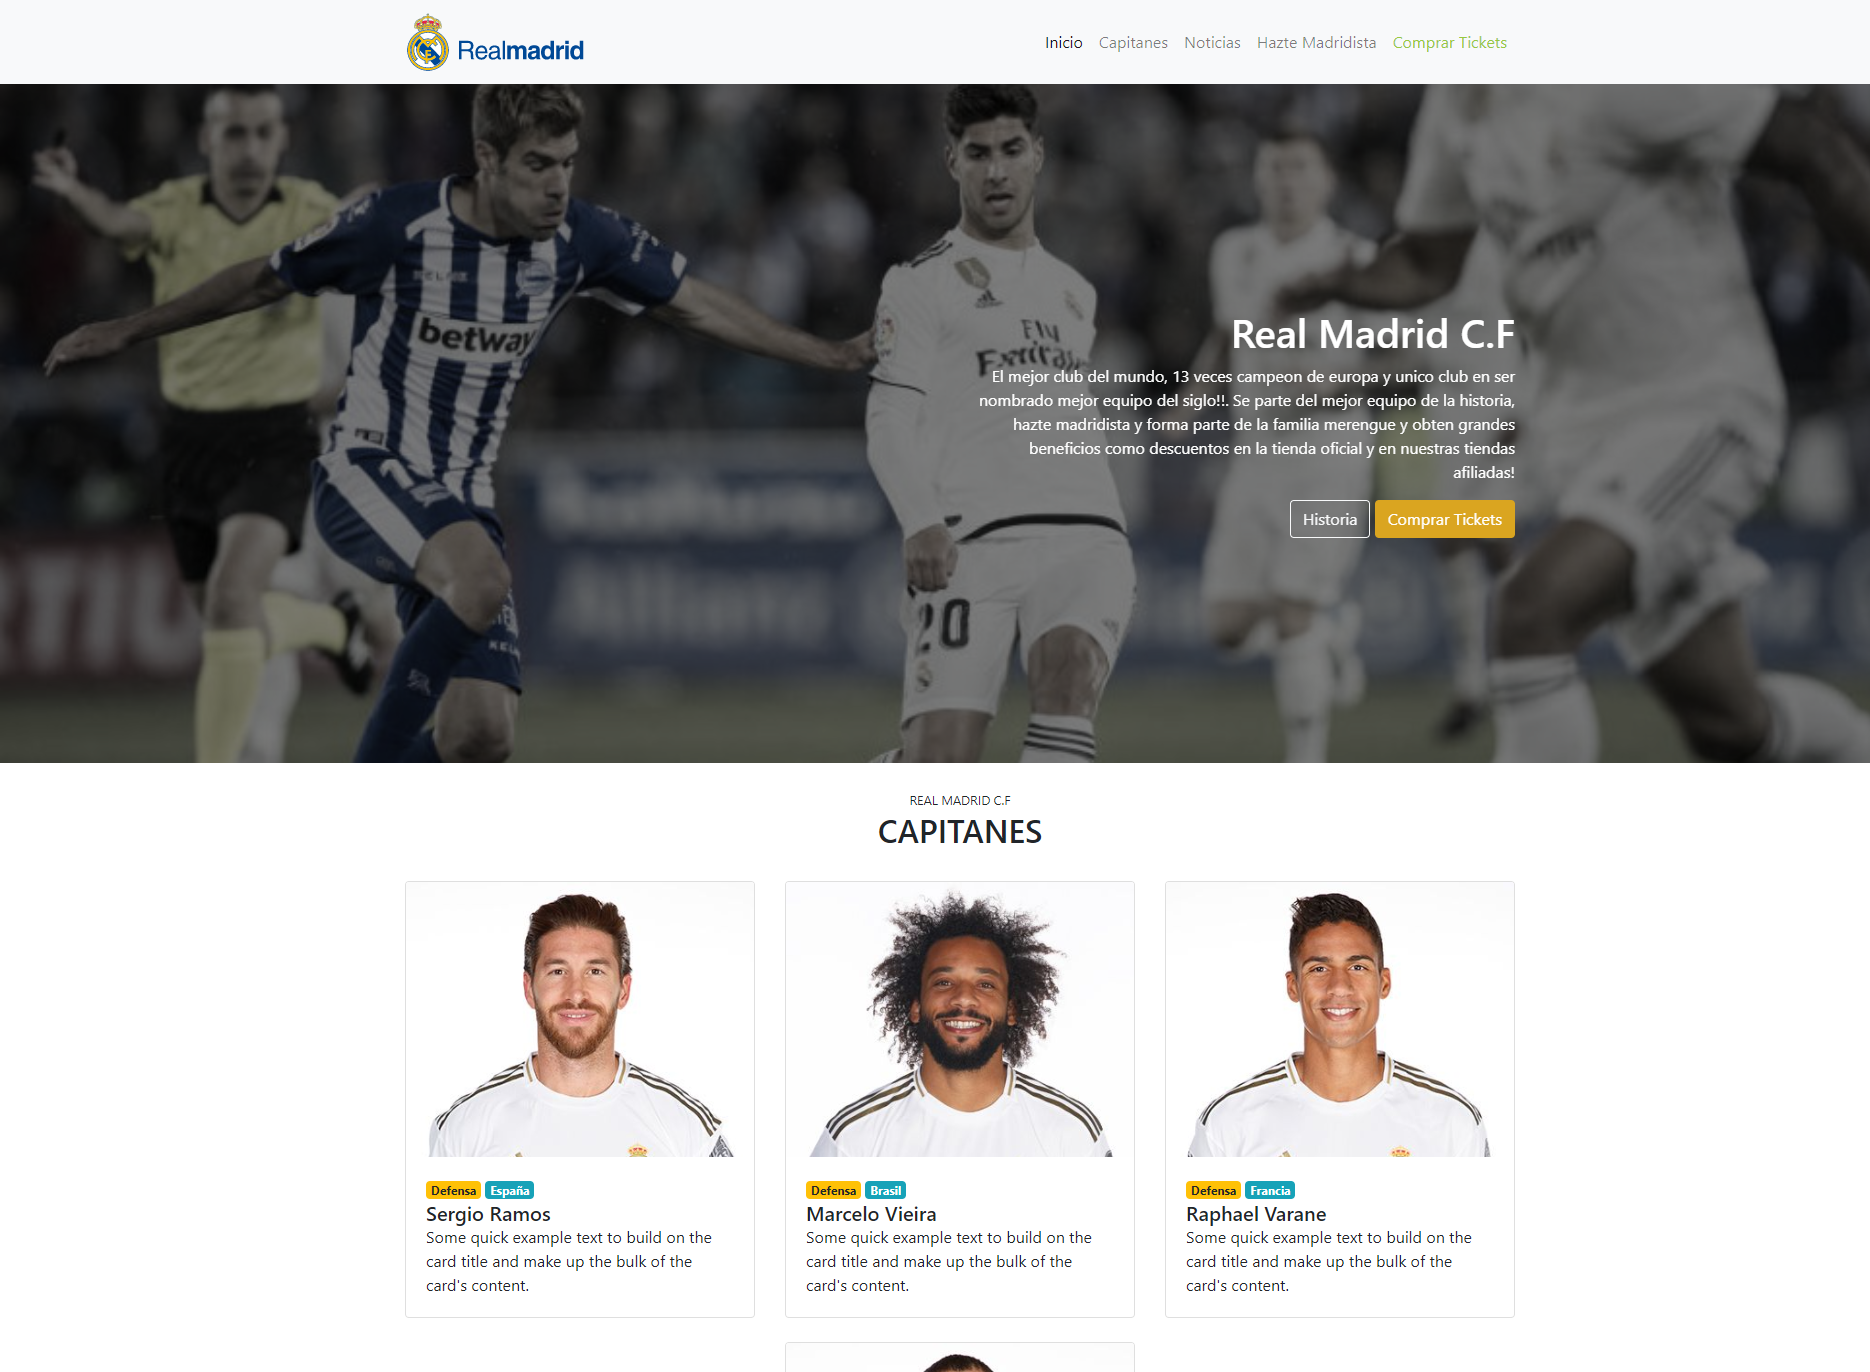 Realmadrid
Inicio Capitanes Noticias Hazte Madridista Comprar Tickets
betway
Fly
Emirates
20
Real Madrid C.F
El mejor club del mundo, 13 veces campeon de europa y unico club en ser
nombrado mejor equipo del siglo!!. Se parte del mejor equipo de la historia,
hazte madridista y forma parte de la familia merengue y obten grandes
beneficios como descuentos en la tienda oficial y en nuestras tiendas
afiliadas!
Historia Comprar Tickets
REAL MADRID C.F
CAPITANES
Defensa España
Sergio Ramos
Some quick example text to build on the
card title and make up the bulk of the
card's content.
Defensa Brasil
Marcelo Vieira
Some quick example text to build on the
card title and make up the bulk of the
card's content.
Defensa Francia
Raphael Varane
Some quick example text to build on the
card title and make up the bulk of the
card's content.